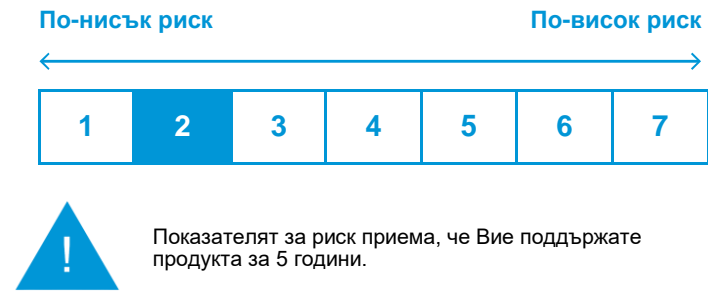 По-нисък риск По-висок риск
1 2 3 4 5 6 7
!
Показателят за риск приема, че Вие поддържате
продукта за 5 години.